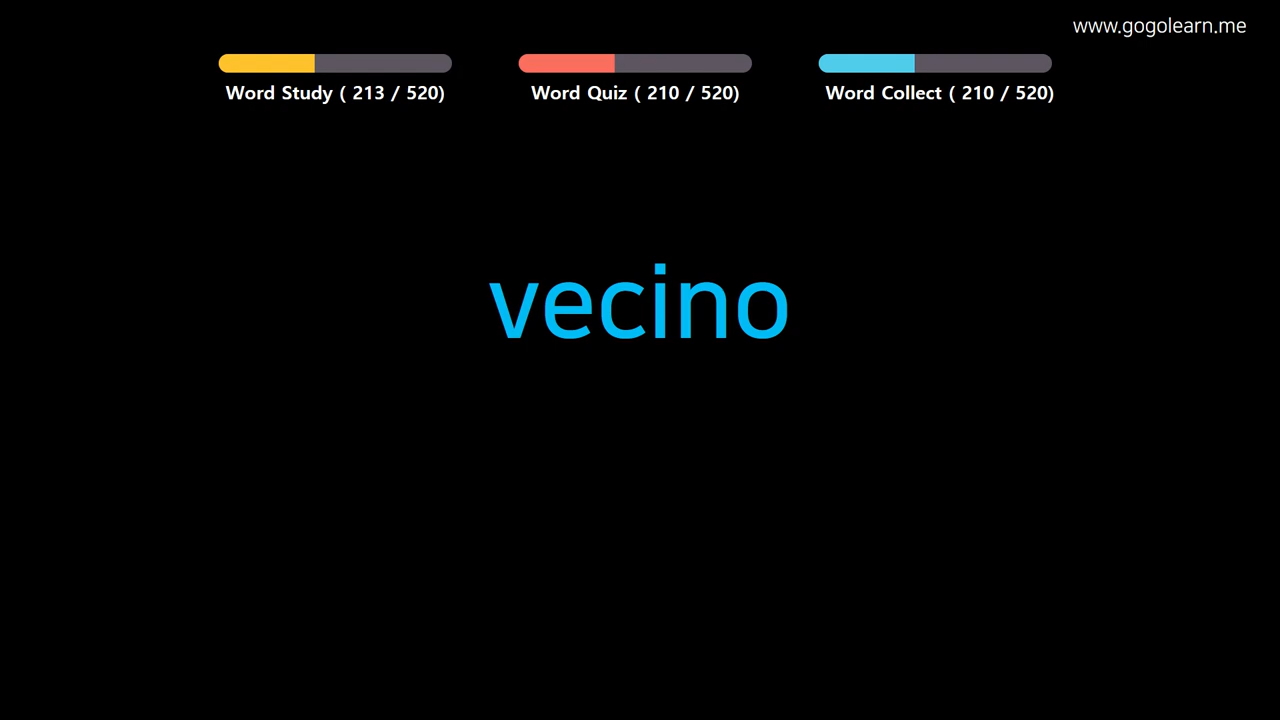 www.gogolearn.me
Word Study ( 213 / 520)
Word Quiz ( 210 / 520)
Word Collect ( 210 / 520)
vecino